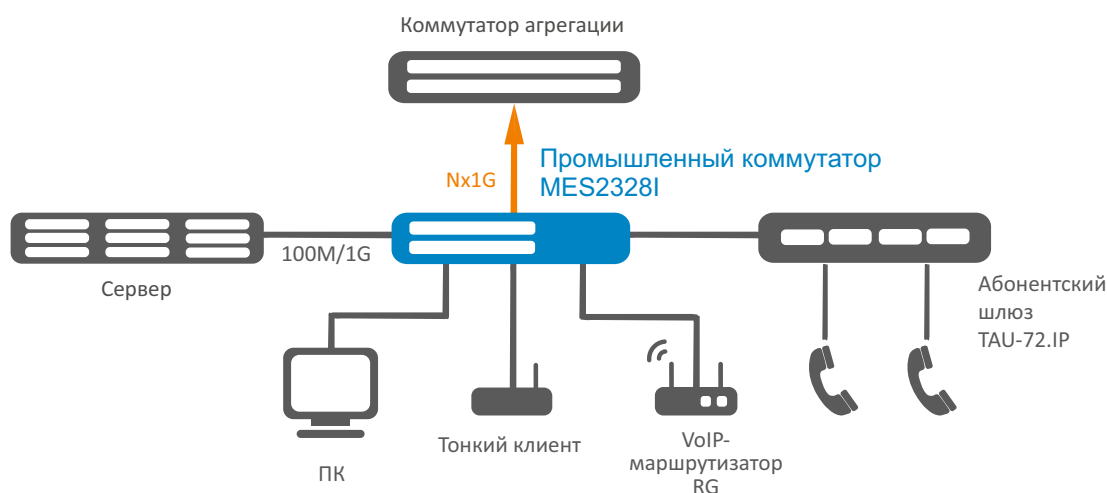 Коммутатор агрегации
Промышленный коммутатор
MES2328I
Nx1G
100M/1G
Сервер
Абонентский
шлюз
TAU-72.IP
ПК
Тонкий клиент
VoIP-
маршрутизатор
RG